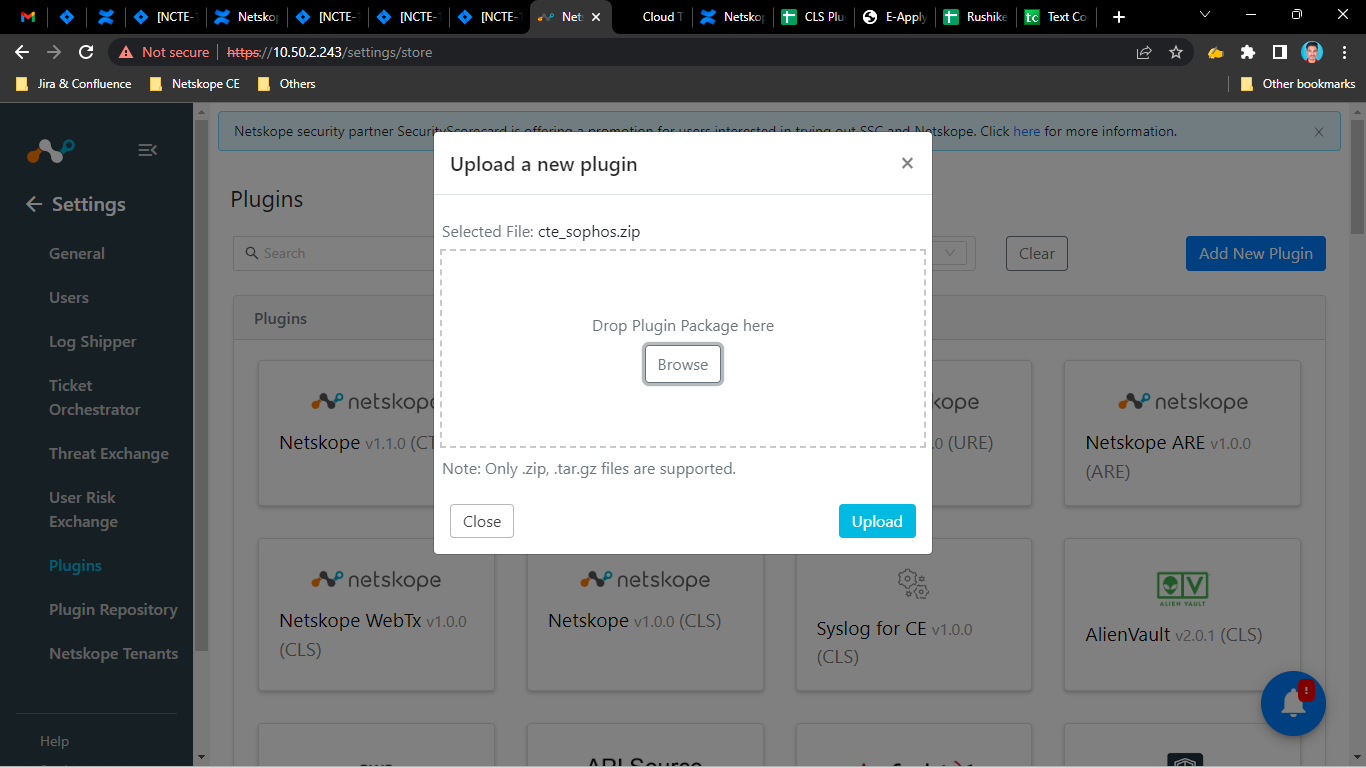 [NCTE-
Netskop
[NCTE-
[NCTE-
[NCTE-
Net
Cloud T
Netskop
CLS Plu
E-Apply
Rushike
Text Co
Not secure
https://10.50.2.243/settings/store
Jira & Confluence
Netskope CE
Others
Other bookmarks
Netskope security partner SecurityScorecard is offering a promotion for users interested in trying out SSC and Netskope. Click here for more information.
Settings
General
Users
Log Shipper
Ticket
Orchestrator
Threat Exchange
User Risk
Exchange
Plugins
Plugin Repository
Netskope Tenants
Help
Plugins
Search
Clear
Add New Plugin
Plugins
Upload a new plugin
Selected File: cte_sophos.zip
Drop Plugin Package here
Browse
Note: Only .zip, .tar.gz files are supported.
Close
Upload
netskop
Netskope v1.1.0 (CT
kope
.0 (URE)
netskope
Netskope ARE v1.0.0
(ARE)
netskope
Netskope WebTx v1.0.0
(CLS)
netskope
Netskope v1.0.0 (CLS)
Syslog for CE v1.0.0
(CLS)
ALIEN VAULT
AlienVault v2.0.1 (CLS)
API Source